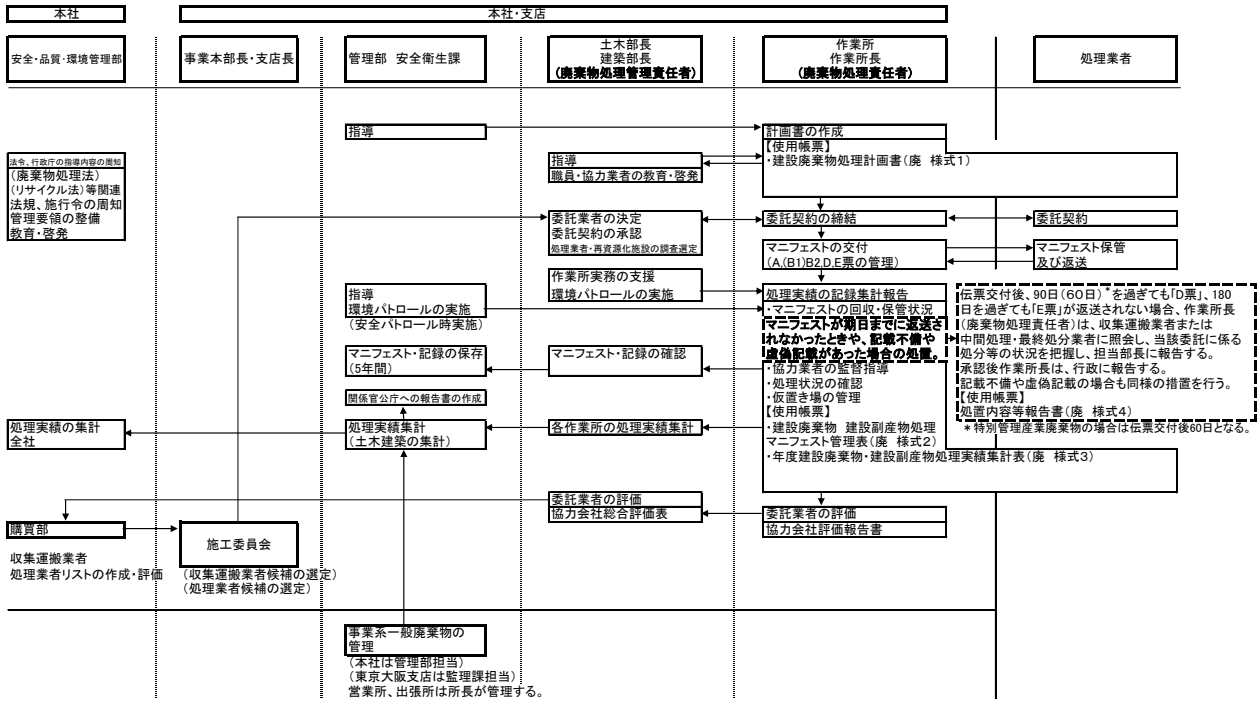 本社
本社・支店
安全・品質・環境管理部
事業本部長・支店長
管理部 安全衛生課
土木部長
建築部長
(廃棄物処理管理責任者)
作業所
作業所長
(廃棄物処理責任者)
処理業者
指導
計画書の作成
【使用帳票】
・建設廃棄物処理計画書(廃 様式1)
法令、行政庁の指導内容の周知
(廃棄物処理法)
(リサイクル法)等関連
法規、施行令の周知
管理要領の整備
教育・啓発
指導
職員・協力業者の教育・啓発
委託業者の決定
委託契約の承認
処理業者・再資源化施設の調査選定
委託契約の締結
委託契約
マニフェストの交付
(A,(B1)B2,D,E票の管理)
マニフェスト保管
及び返送
作業所実務の支援
環境パトロールの実施
指導
環境パトロールの実施
(安全パトロール時実施)
処理実績の記録集計報告
・マニフェストの回収・保管状況
マニフェストが期日までに返送さ
れなかったときや、記載不備や
虚偽記載があった場合の処置。
伝票交付後、90日(60日)*を過ぎても「D票」、180
日を過ぎても「E票」が返送されない場合、作業所長
(廃棄物処理責任者)は、収集運搬業者または
中間処理・最終処分業者に照会し、当該委託に係る
処分等の状況を把握し、担当部長に報告する。
承認後作業所長は、行政に報告する。
記載不備や虚偽記載の場合も同様の措置を行う。
【使用帳票】
処置内容等報告書(廃 様式4)
*特別管理産業廃棄物の場合は伝票交付後60日となる。
マニフェスト・記録の保存
(5年間)
マニフェスト・記録の確認
・協力業者の監督指導
・処理状況の確認
・仮置き場の管理
【使用帳票】
・建設廃棄物 建設副産物処理
マニフェスト管理表(廃 様式2)
・年度建設廃棄物・建設副産物処理実績集計表(廃 様式3)
関係官公庁への報告書の作成
処理実績の集計
全社
処理実績集計
(土木建築の集計)
各作業所の処理実績集計
委託業者の評価
協力会社総合評価表
委託業者の評価
協力会社評価報告書
購買部
収集運搬業者
処理業者リストの作成・評価
施工委員会
(収集運搬業者候補の選定)
(処理業者候補の選定)
事業系一般廃棄物の
管理
(本社は管理部担当)
(東京大阪支店は監理課担当)
営業所、出張所は所長が管理する。